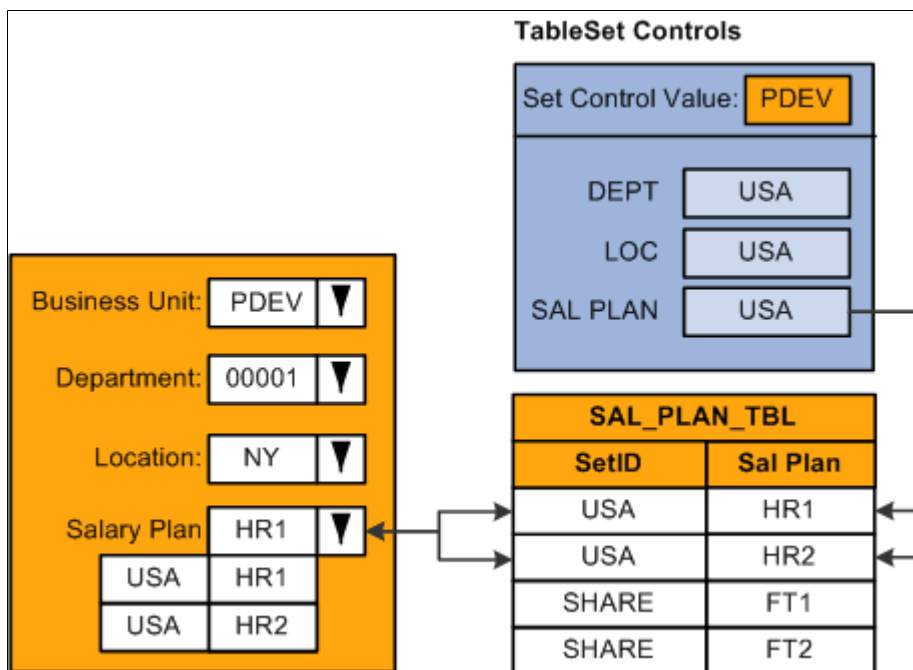 TableSet Controls
Set Control Value: PDEV
DEPT USA
LOC USA
SAL PLAN USA
Business Unit: PDEV
Department: 00001
Location: NY
Salary Plan HR1
USA HR1
USA HR2
SAL_PLAN_TBL
SetID Sal Plan
USA HR1
USA HR2
SHARE FT1
SHARE FT2